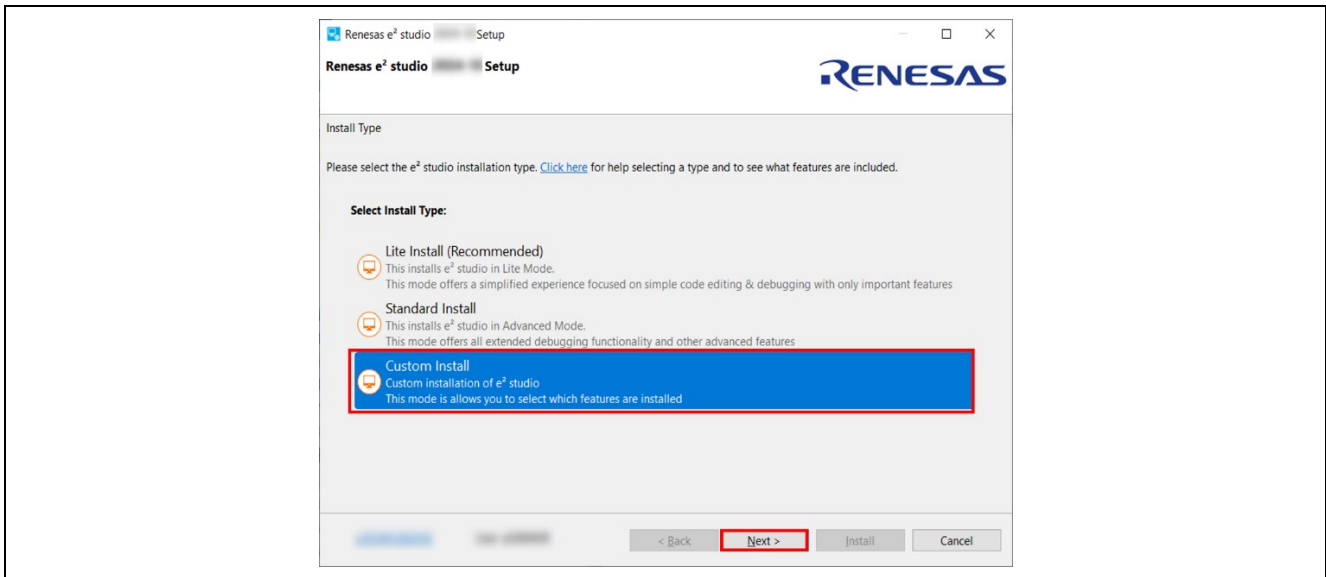 Renesas e² studio Setup
Renesas e² studio Setup
RENESAS
Install Type
Please select the e² studio installation type. Click here for help selecting a type and to see what features are included.
Select Install Type:
Lite Install (Recommended)
This installs e² studio in Lite Mode.
This mode offers a simplified experience focused on simple code editing & debugging with only important features
Standard Install
This installs e² studio in Advanced Mode.
This mode offers all extended debugging functionality and other advanced features
Custom Install
Custom installation of e² studio
This mode is allows you to select which features are installed
< Back Next > Install Cancel